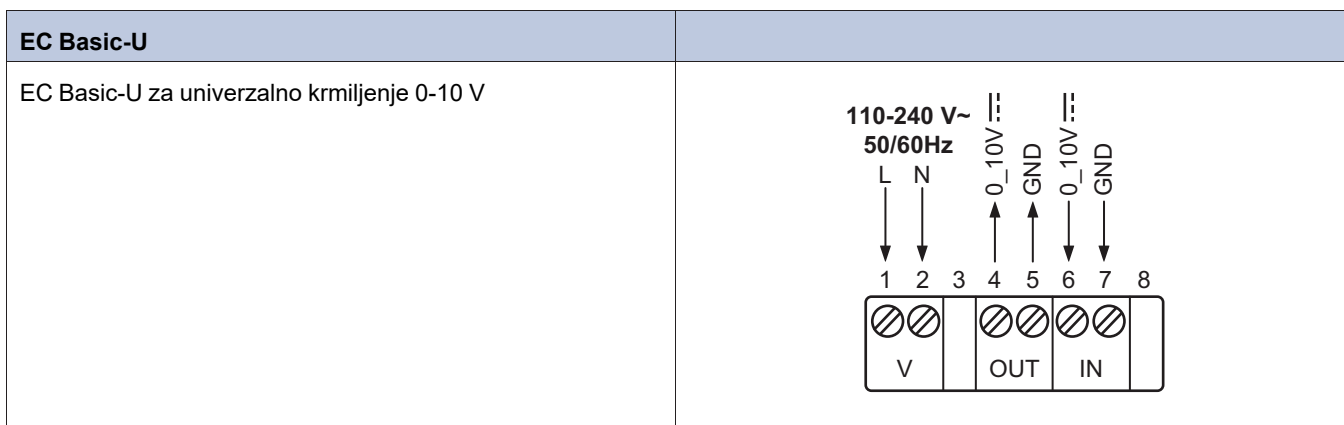 EC Basic-U
EC Basic-U za univerzalno krmiljenje 0-10 V
110-240 V~
50/60Hz
L N
0_10V
GND
0_10V
GND
1 2 3 4 5 6 7 8
V OUT IN